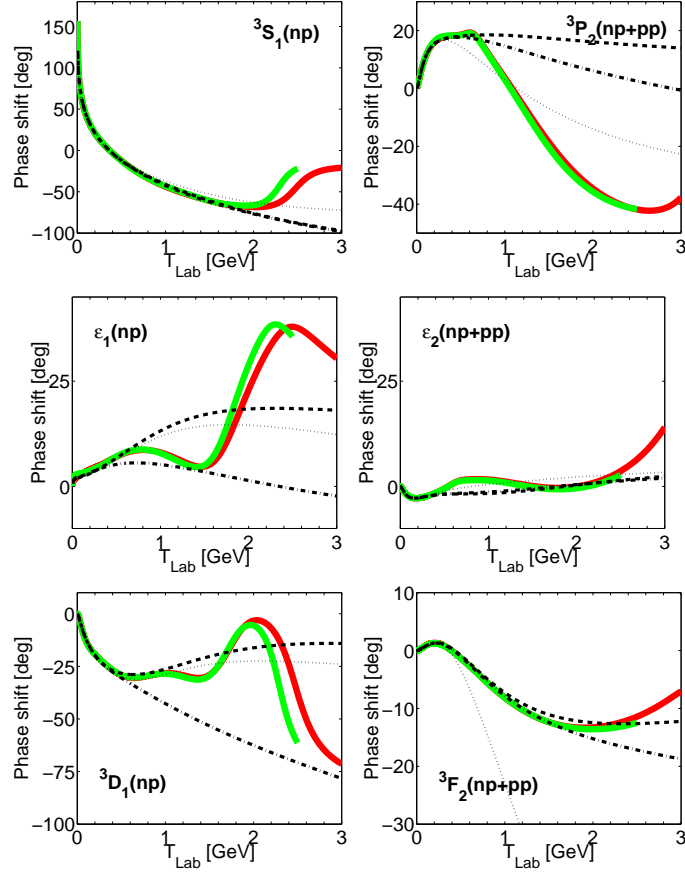 ³S₁(np)
Phase shift [deg]
150
100
50
0
−50
−100
0
1
2
3
T_Lab [GeV]
³P₂(np+pp)
Phase shift [deg]
20
0
−20
−40
0
1
2
3
T_Lab [GeV]
ε₁(np)
Phase shift [deg]
25
0
0
1
2
3
T_Lab [GeV]
ε₂(np+pp)
Phase shift [deg]
25
0
0
1
2
3
T_Lab [GeV]
³D₁(np)
Phase shift [deg]
0
−25
−50
−75
−100
0
1
2
3
T_Lab [GeV]
³F₂(np+pp)
Phase shift [deg]
10
0
−10
−20
−30
0
1
2
3
T_Lab [GeV]